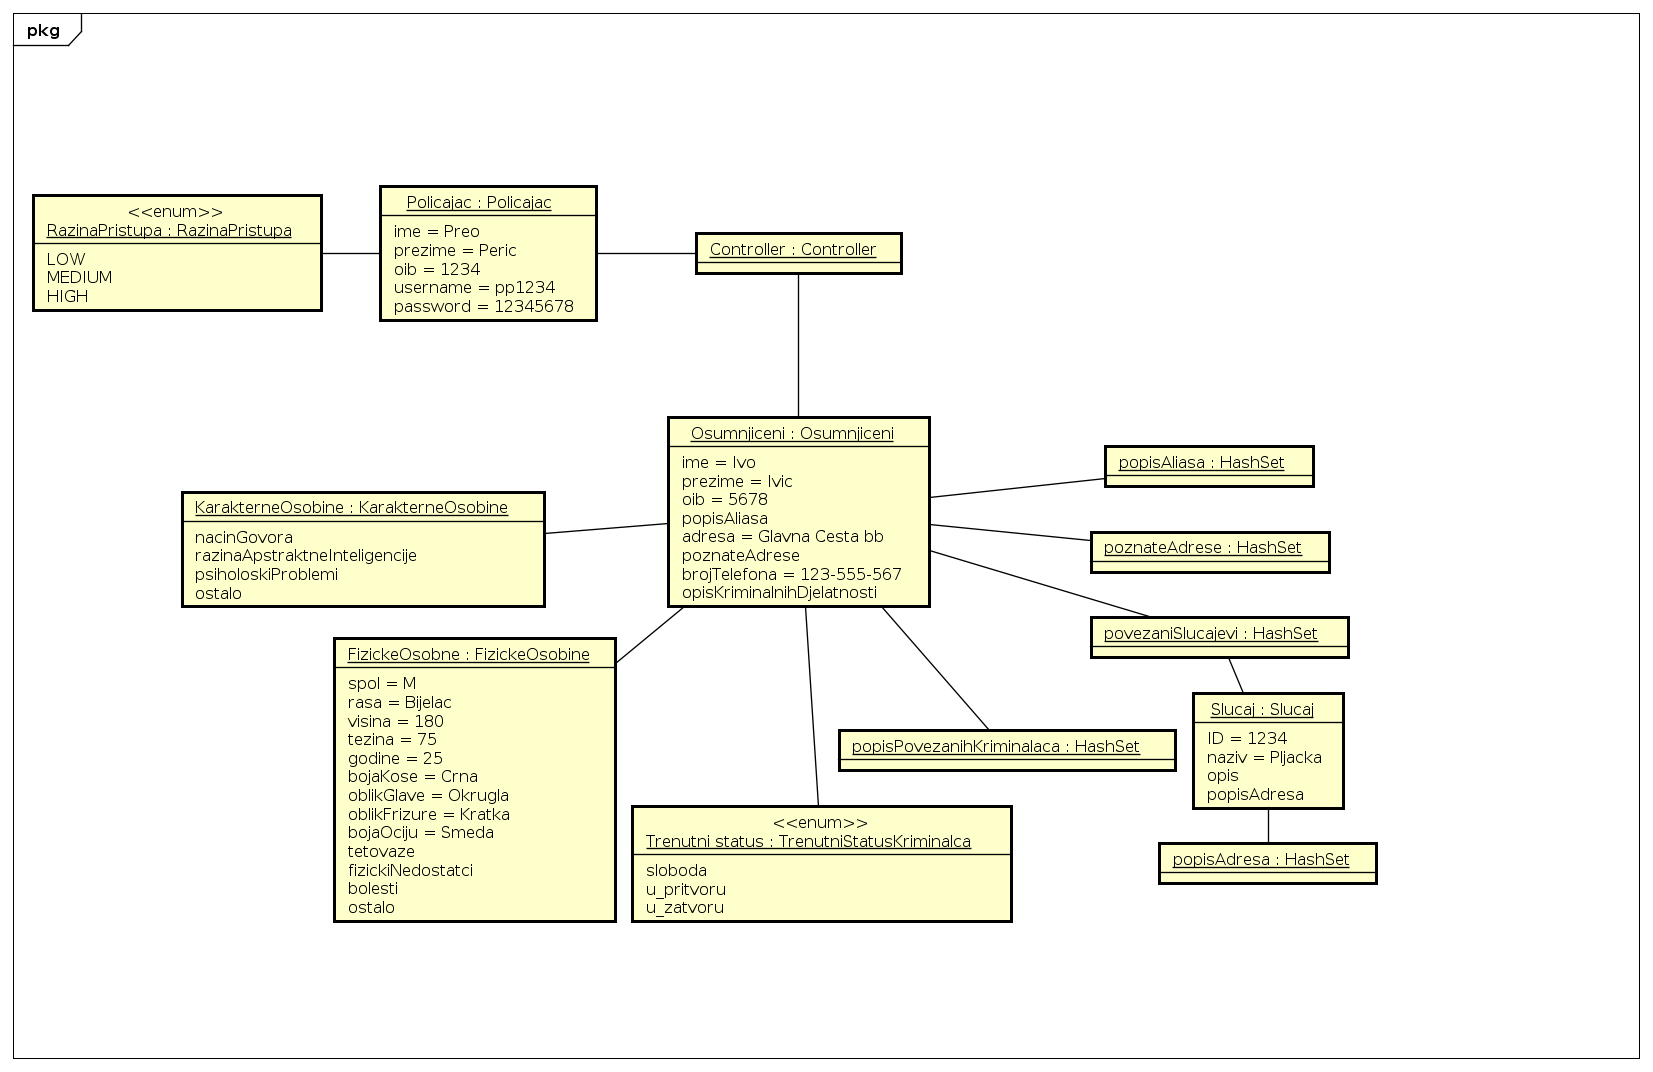 pkg
<<enum>>
RazinaPristupa : RazinaPristupa
LOW
MEDIUM
HIGH
Policajac : Policajac
ime = Preo
prezime = Peric
oib = 1234
username = pp1234
password = 12345678
Controller : Controller
Osumnjiceni : Osumnjiceni
ime = Ivo
prezime = Ivic
oib = 5678
popisAliasa
adresa = Glavna Cesta bb
poznateAdrese
brojTelefona = 123-555-567
opisKriminalnihDjelatnosti
popisAliasa : HashSet
KarakterneOsobine : KarakterneOsobine
nacinGovora
razinaApstraktneInteligencije
psiholoskiProblemi
ostalo
poznateAdrese : HashSet
povezaniSlucajevi : HashSet
FizickeOsobne : FizickeOsobine
spol = M
rasa = Bijelac
visina = 180
tezina = 75
godine = 25
bojaKose = Crna
oblikGlave = Okrugla
oblikFrizure = Kratka
bojaOciju = Smeda
tetovaze
fizickiNedostatci
bolesti
ostalo
Slucaj : Slucaj
ID = 1234
naziv = Pljacka
opis
popisAdresa
popisPovezanihKriminalaca : HashSet
<<enum>>
Trenutni status : TrenutniStatusKriminalca
sloboda
u_pritvoru
u_zatvoru
popisAdresa : HashSet